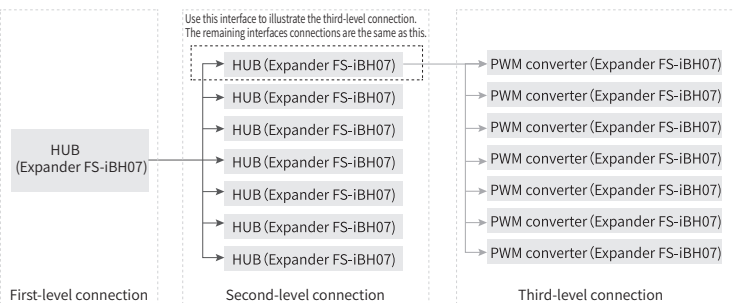 Use this interface to illustrate the third-level connection.
The remaining interfaces connections are the same as this.
HUB
(Expander FS-iBH07)
First-level connection
HUB (Expander FS-iBH07)
HUB (Expander FS-iBH07)
HUB (Expander FS-iBH07)
HUB (Expander FS-iBH07)
HUB (Expander FS-iBH07)
HUB (Expander FS-iBH07)
HUB (Expander FS-iBH07)
Second-level connection
PWM converter (Expander FS-iBH07)
PWM converter (Expander FS-iBH07)
PWM converter (Expander FS-iBH07)
PWM converter (Expander FS-iBH07)
PWM converter (Expander FS-iBH07)
PWM converter (Expander FS-iBH07)
PWM converter (Expander FS-iBH07)
Third-level connection